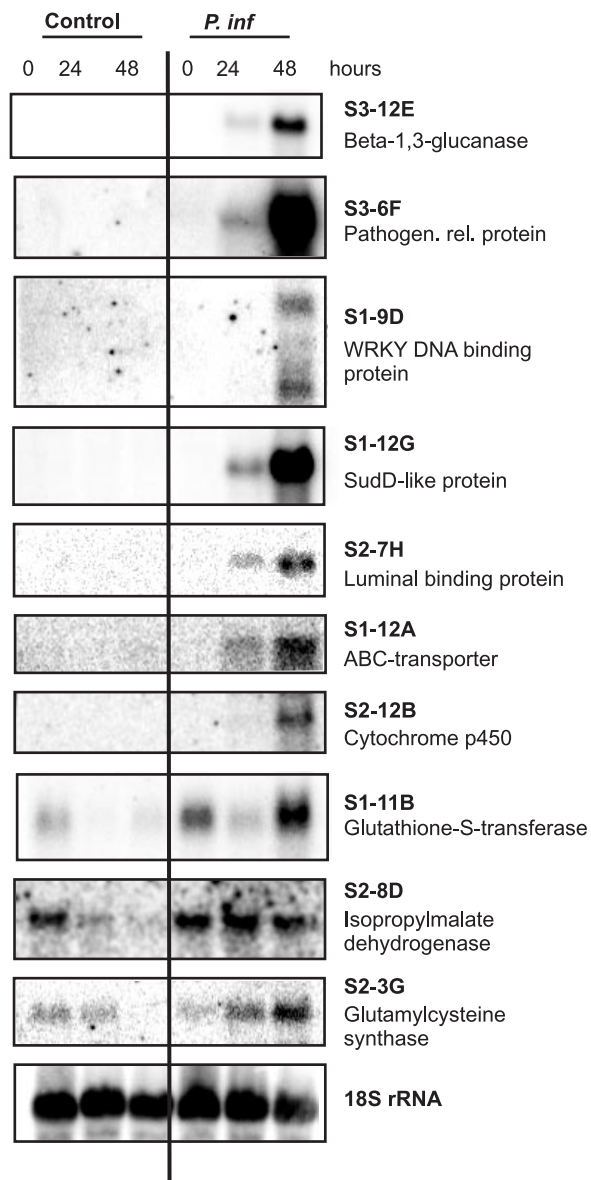 Control P. inf
0 24 48 0 24 48 hours
S3-12E
Beta-1,3-glucanase
S3-6F
Pathogen. rel. protein
S1-9D
WRKY DNA binding
protein
S1-12G
SudD-like protein
S2-7H
Luminal binding protein
S1-12A
ABC-transporter
S2-12B
Cytochrome p450
S1-11B
Glutathione-S-transferase
S2-8D
Isopropylmalate
dehydrogenase
S2-3G
Glutamylcysteine
synthase
18S rRNA